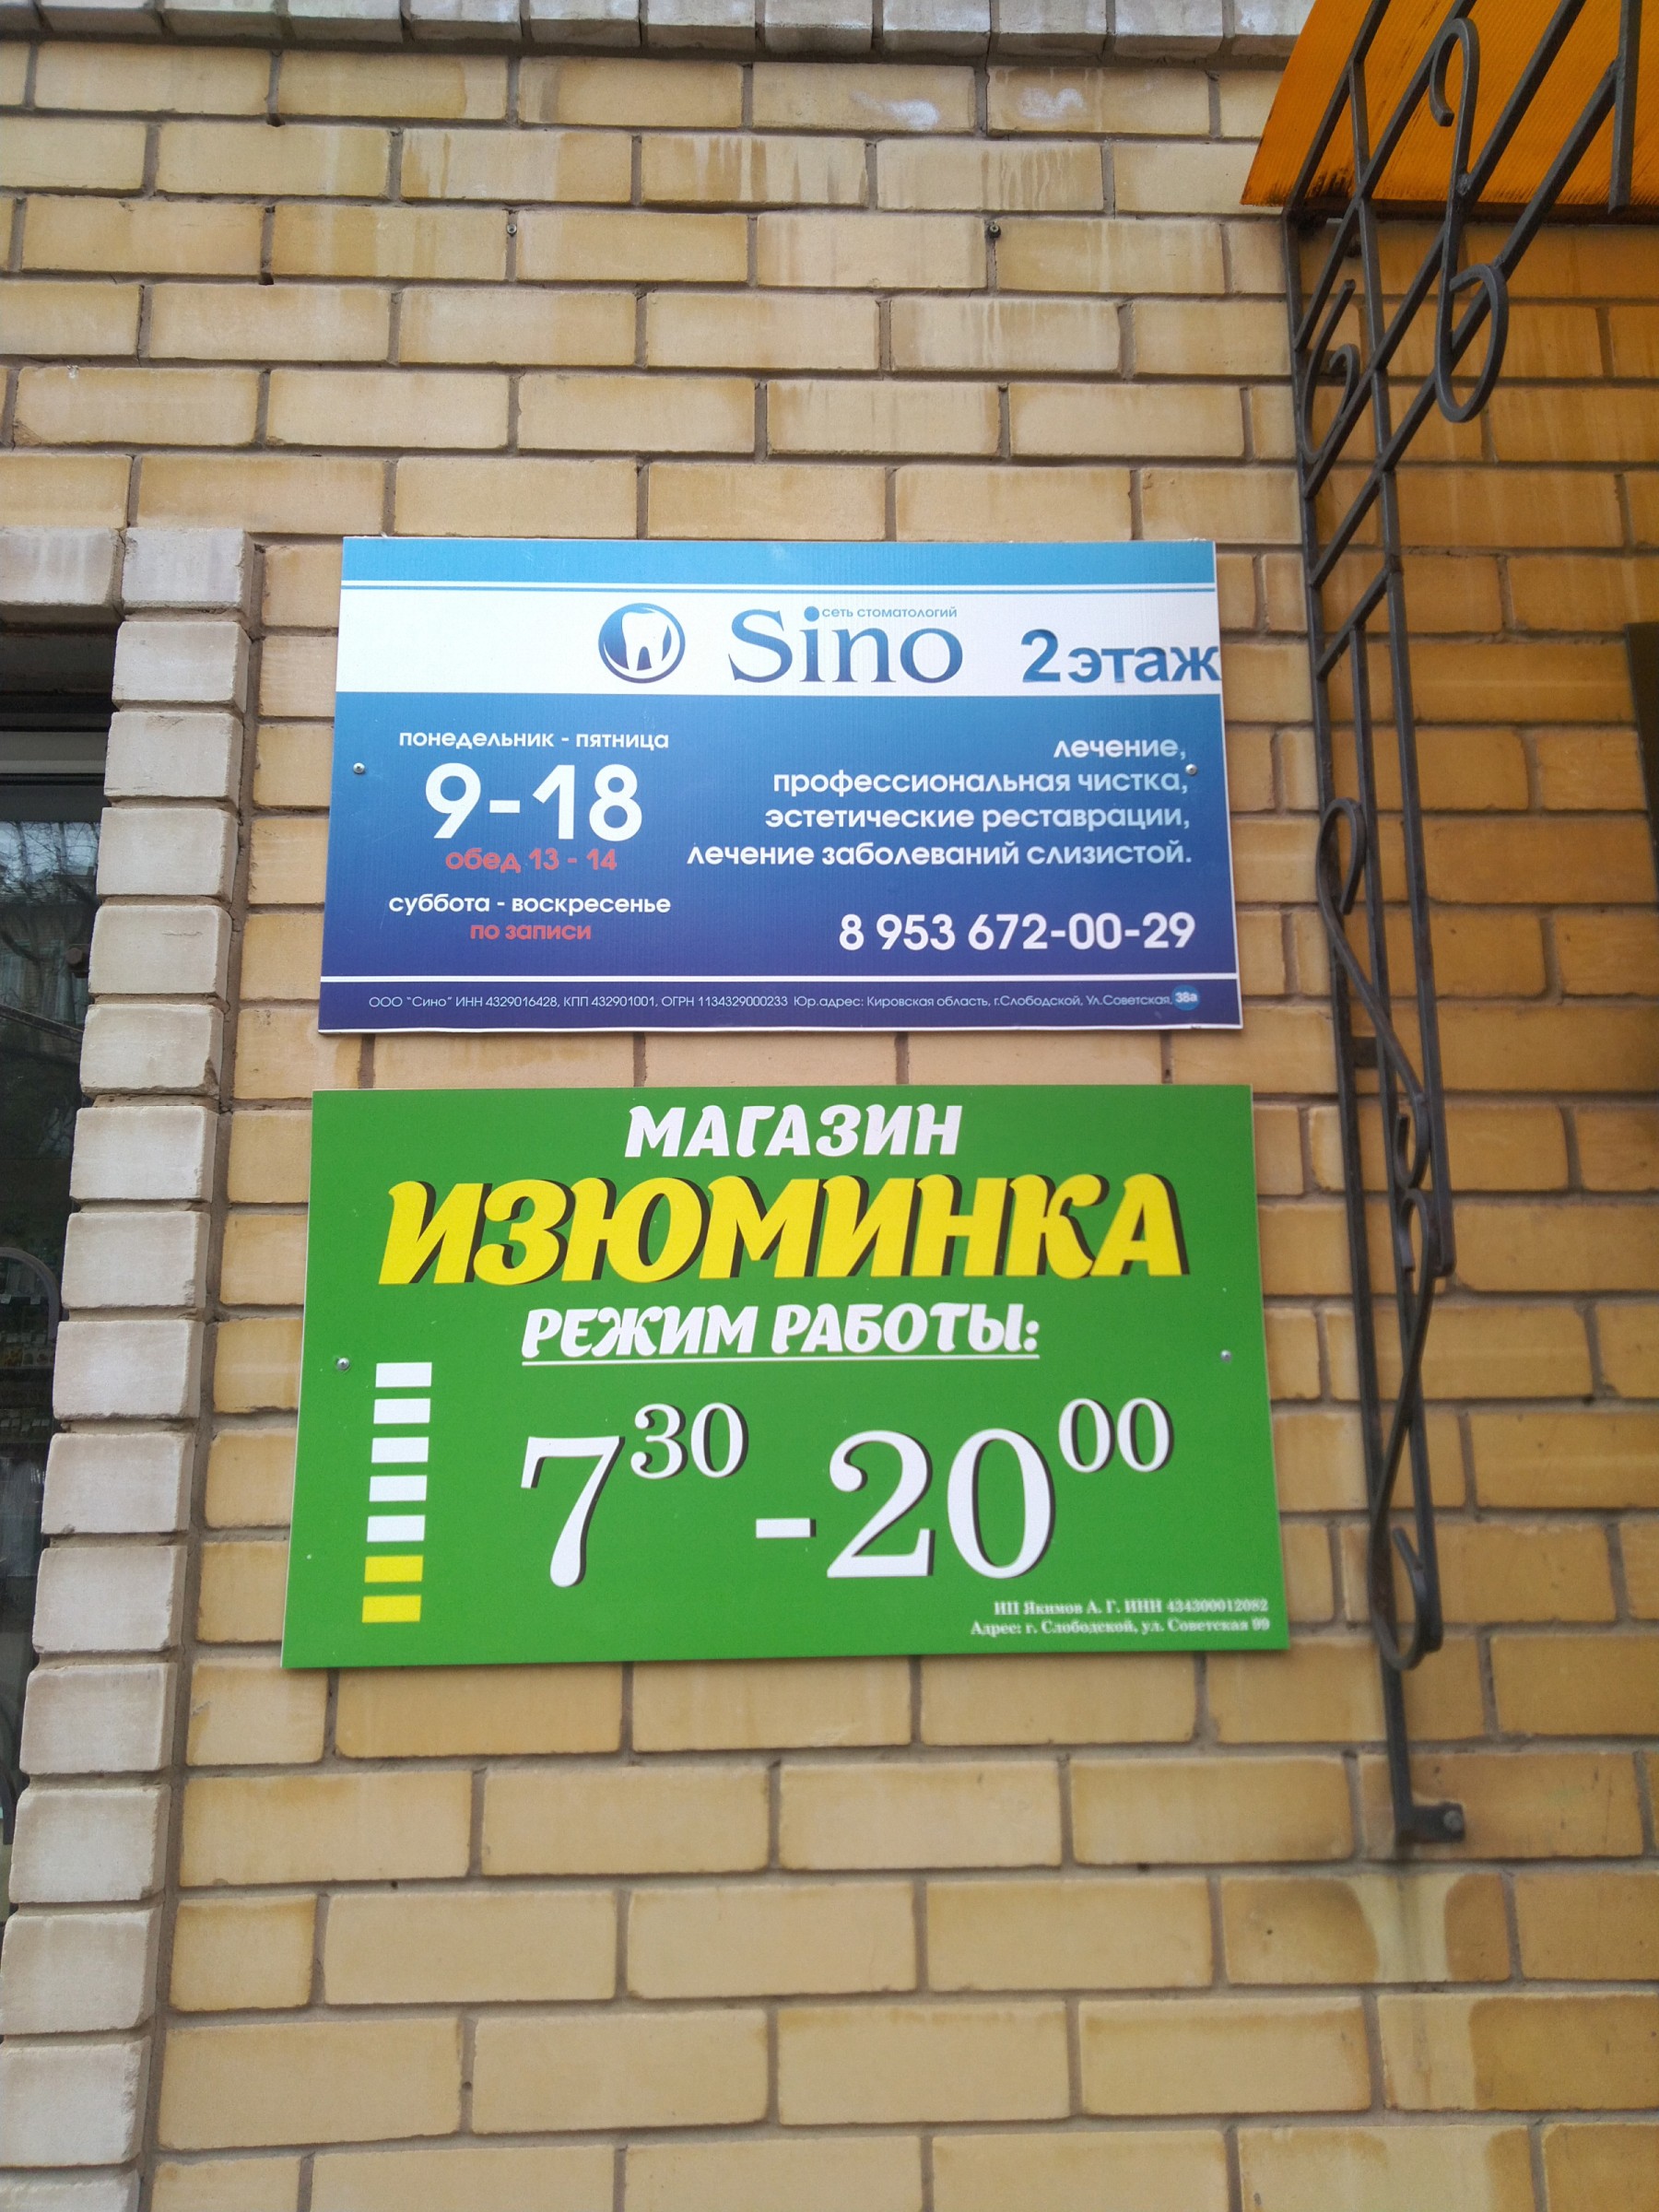 сеть стоматологий
Sino 2 этаж
понедельник - пятница
9-18
обед 13 - 14
суббота - воскресенье
по записи
лечение,
профессиональная чистка,
эстетические реставрации,
лечение заболеваний слизистой.
8 953 672-00-29
ООО "Сино" ИНН 4329016428, КПП 432901001, ОГРН 1134329000233 Юр.адрес: Кировская область, г.Слободской, Ул.Советская, 38а
МАГАЗИН
ИЗЮМИНКА
РЕЖИМ РАБОТЫ:
7³⁰-20⁰⁰
ИП Якимов А. Г. ИНН 434300012082
Адрес: г. Слободской, ул. Советская 99